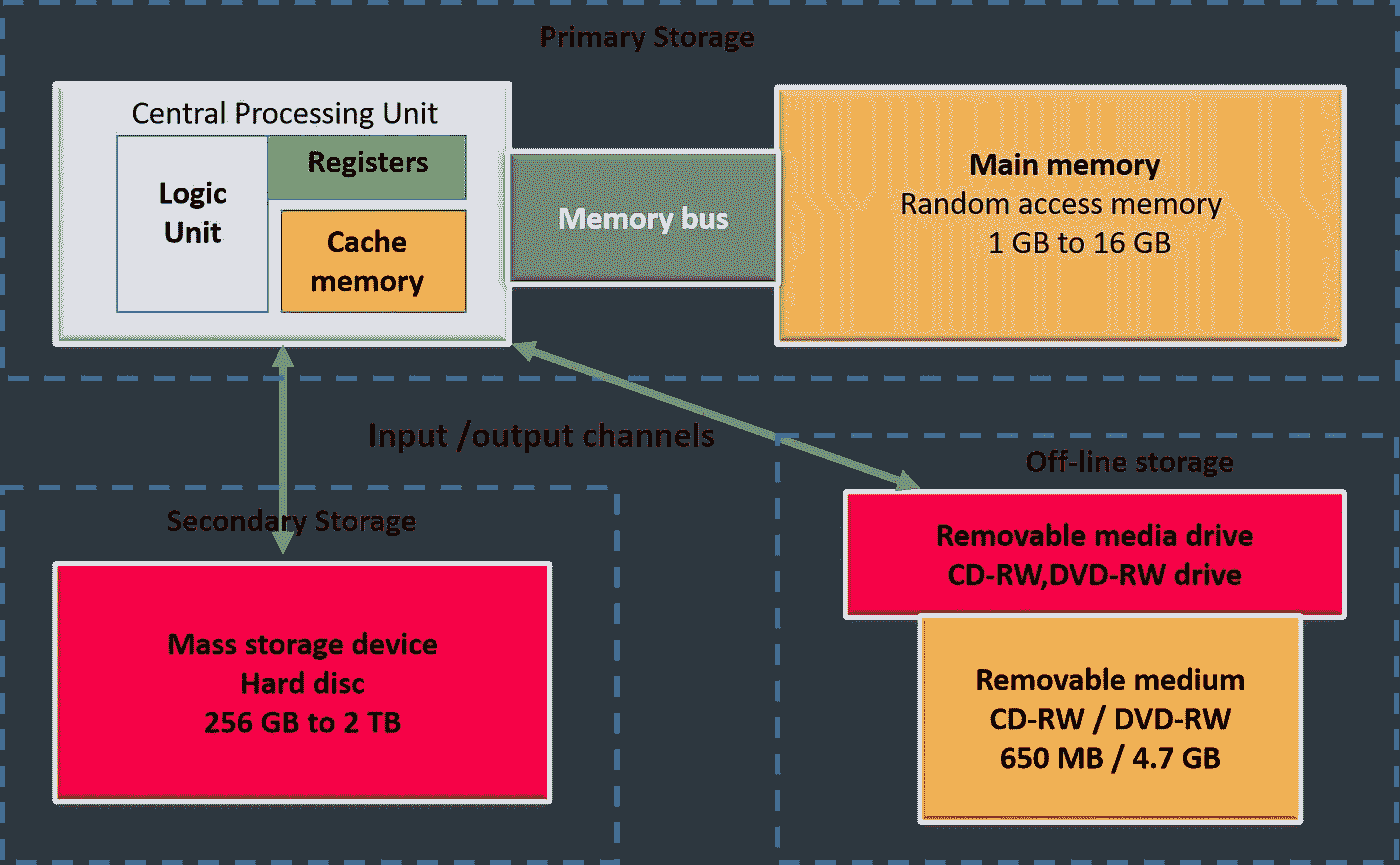 Primary Storage
Central Processing Unit
Logic
Unit
Registers
Cache
memory
Memory bus
Main memory
Random access memory
1 GB to 16 GB
Input /output channels
Off-line storage
Secondary Storage
Removable media drive
CD-RW,DVD-RW drive
Mass storage device
Hard disc
256 GB to 2 TB
Removable medium
CD-RW / DVD-RW
650 MB / 4.7 GB